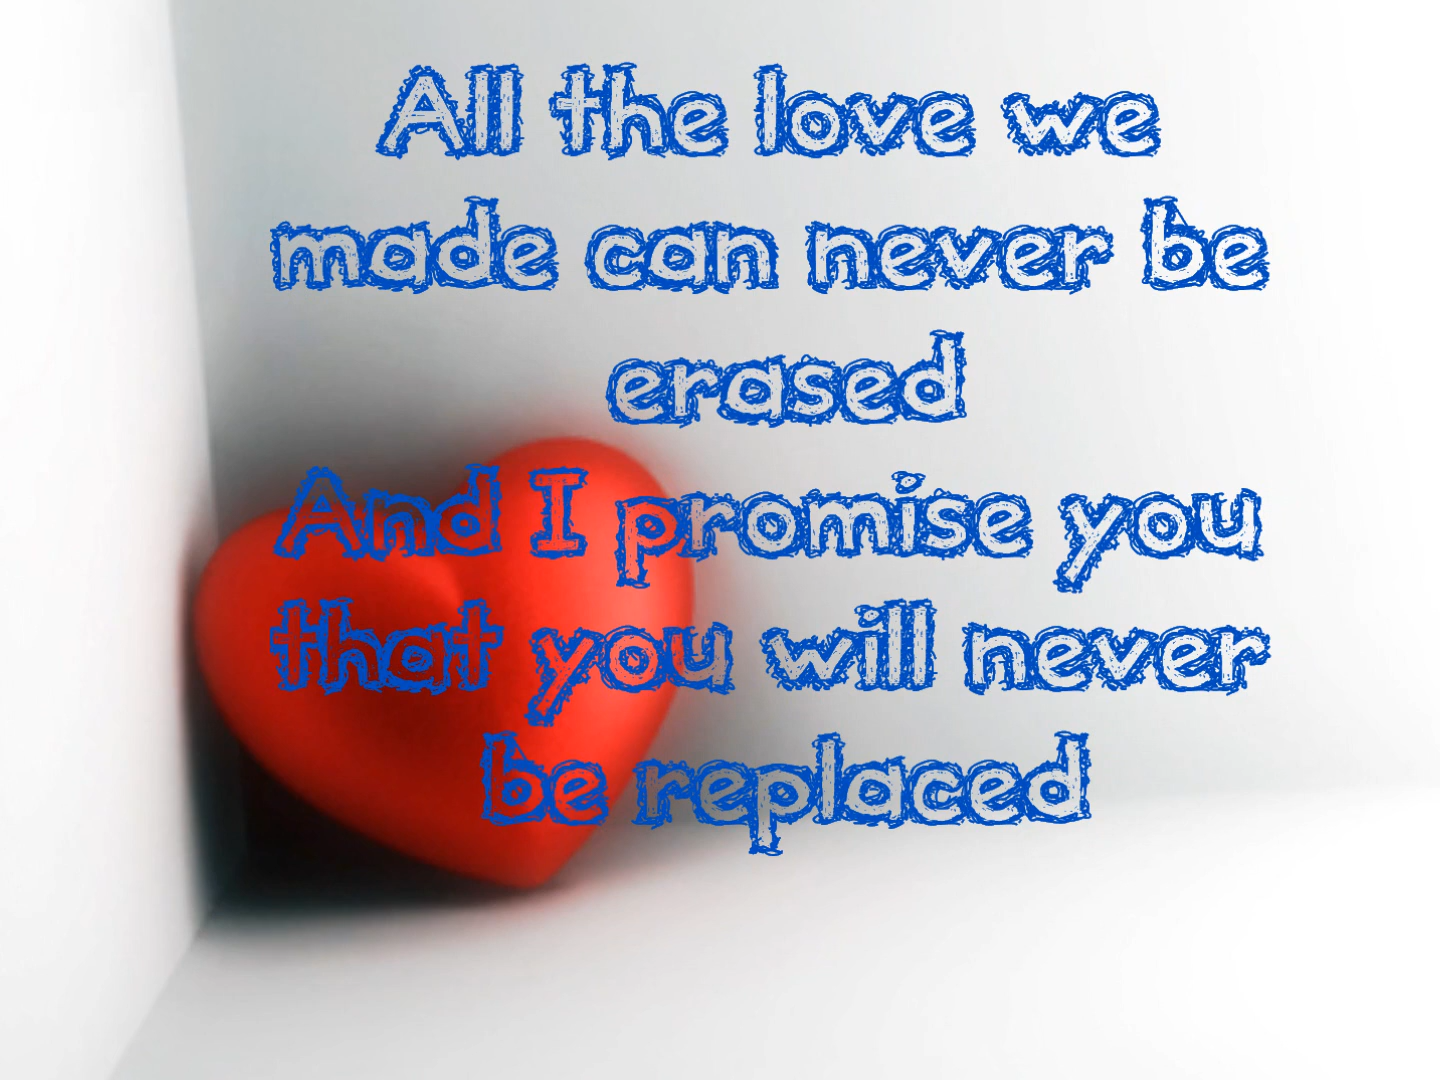 All the love we
made can never be
erased
And I promise you
that you will never
be replaced